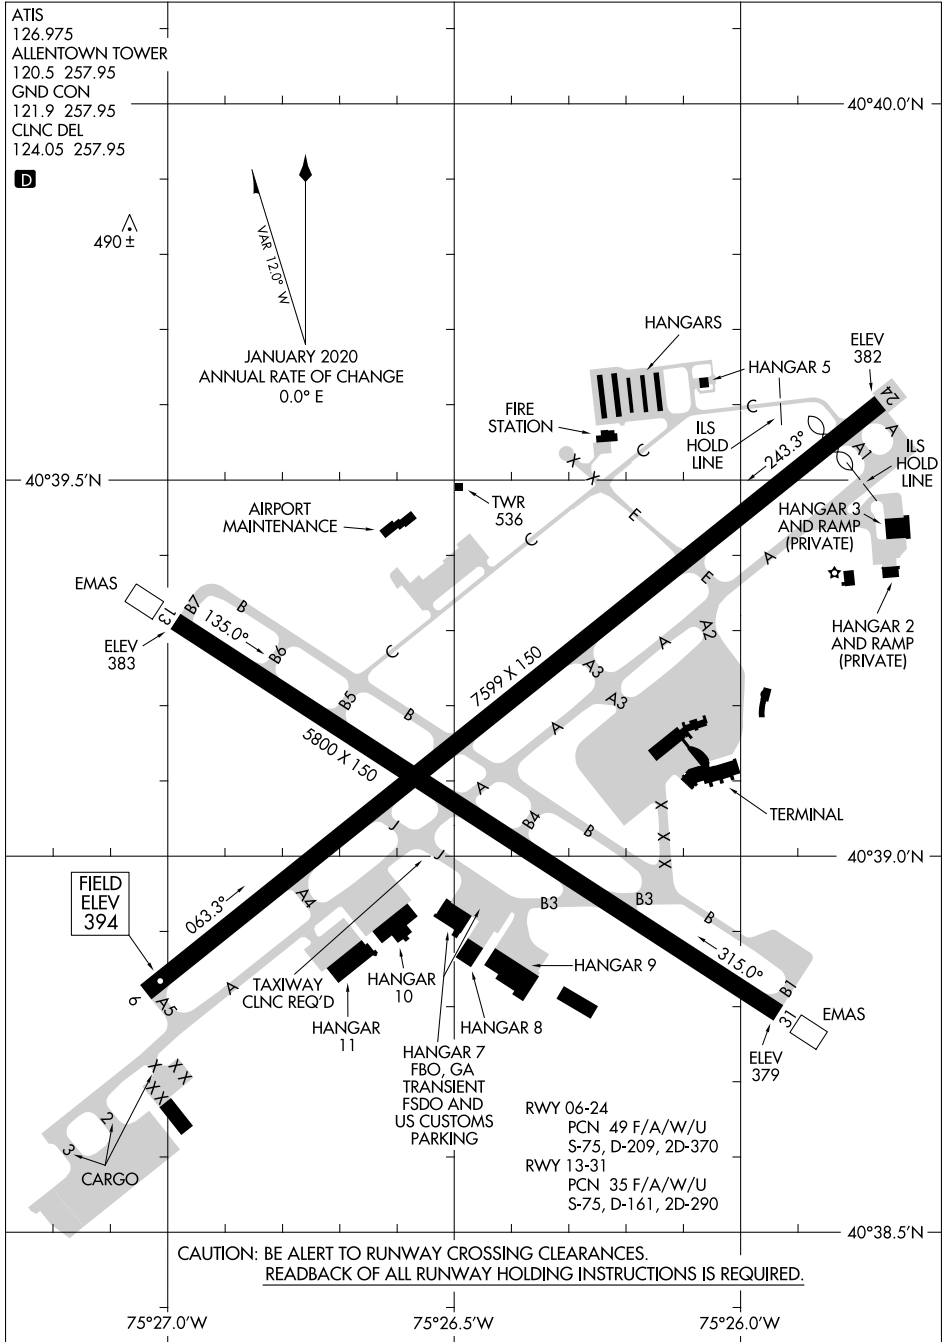 ATIS
126.975
ALLENTOWN TOWER
120.5 257.95
GND CON
121.9 257.95
CLNC DEL
124.05 257.95
D
40°40.0'N
490 ±
VAR 12.0° W
JANUARY 2020
ANNUAL RATE OF CHANGE
0.0° E
HANGARS
HANGAR 5
ELEV
382
24
FIRE
STATION
C
ILS
HOLD
LINE
A
A1
ILS
HOLD
LINE
C
243.3°
X
X
40°39.5'N
TWR
536
AIRPORT
MAINTENANCE
HANGAR 3
AND RAMP
(PRIVATE)
E
C
A
E
EMAS
13
B7
B
135.0°
ELEV
383
B6
C
A2
A
HANGAR 2
AND RAMP
(PRIVATE)
A3
A3
7599 X 150
B5
B
A
5800 X 150
A
B4
B
J
J
X
X
X
TERMINAL
40°39.0'N
FIELD
ELEV
394
063.3°
A4
B3
B3
B
315.0°
A
A5
6
TAXIWAY
CLNC REQ'D
HANGAR
10
HANGAR
11
HANGAR 9
HANGAR 8
B1
31
EMAS
ELEV
379
HANGAR 7
FBO, GA
TRANSIENT
FSDO AND
US CUSTOMS
PARKING
X
X
X
X
X
2
3
CARGO
RWY 06-24
PCN 49 F/A/W/U
S-75, D-209, 2D-370
RWY 13-31
PCN 35 F/A/W/U
S-75, D-161, 2D-290
40°38.5'N
CAUTION: BE ALERT TO RUNWAY CROSSING CLEARANCES.
READBACK OF ALL RUNWAY HOLDING INSTRUCTIONS IS REQUIRED.
75°27.0'W
75°26.5'W
75°26.0'W